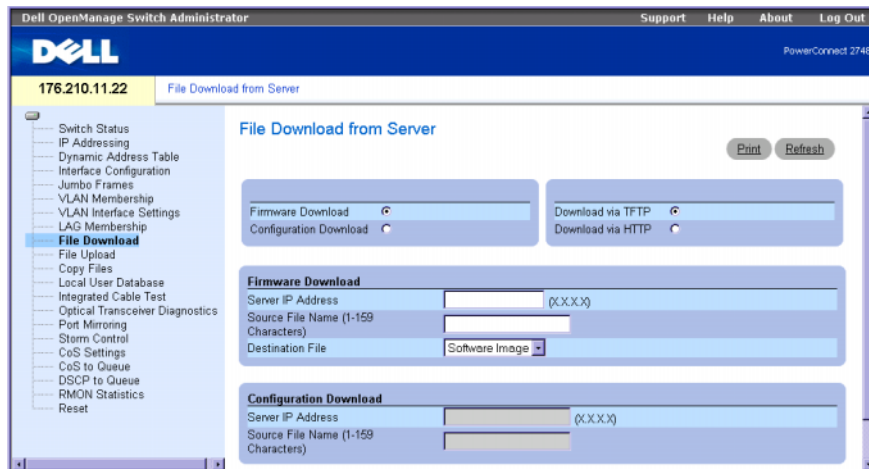 Dell OpenManage Switch Administrator
Support Help About Log Out
DELL
PowerConnect 2748
176.210.11.22
File Download from Server
Switch Status
IP Addressing
Dynamic Address Table
Interface Configuration
Jumbo Frames
VLAN Membership
VLAN Interface Settings
LAG Membership
File Download
File Upload
Copy Files
Local User Database
Integrated Cable Test
Optical Transceiver Diagnostics
Port Mirroring
Storm Control
CoS Settings
CoS to Queue
DSCP to Queue
RMON Statistics
Reset
File Download from Server
Print Refresh
Firmware Download
Configuration Download
Download via TFTP
Download via HTTP
Firmware Download
Server IP Address (X.X.X.X)
Source File Name (1-159
Characters)
Destination File Software Image
Configuration Download
Server IP Address (X.X.X.X)
Source File Name (1-159
Characters)